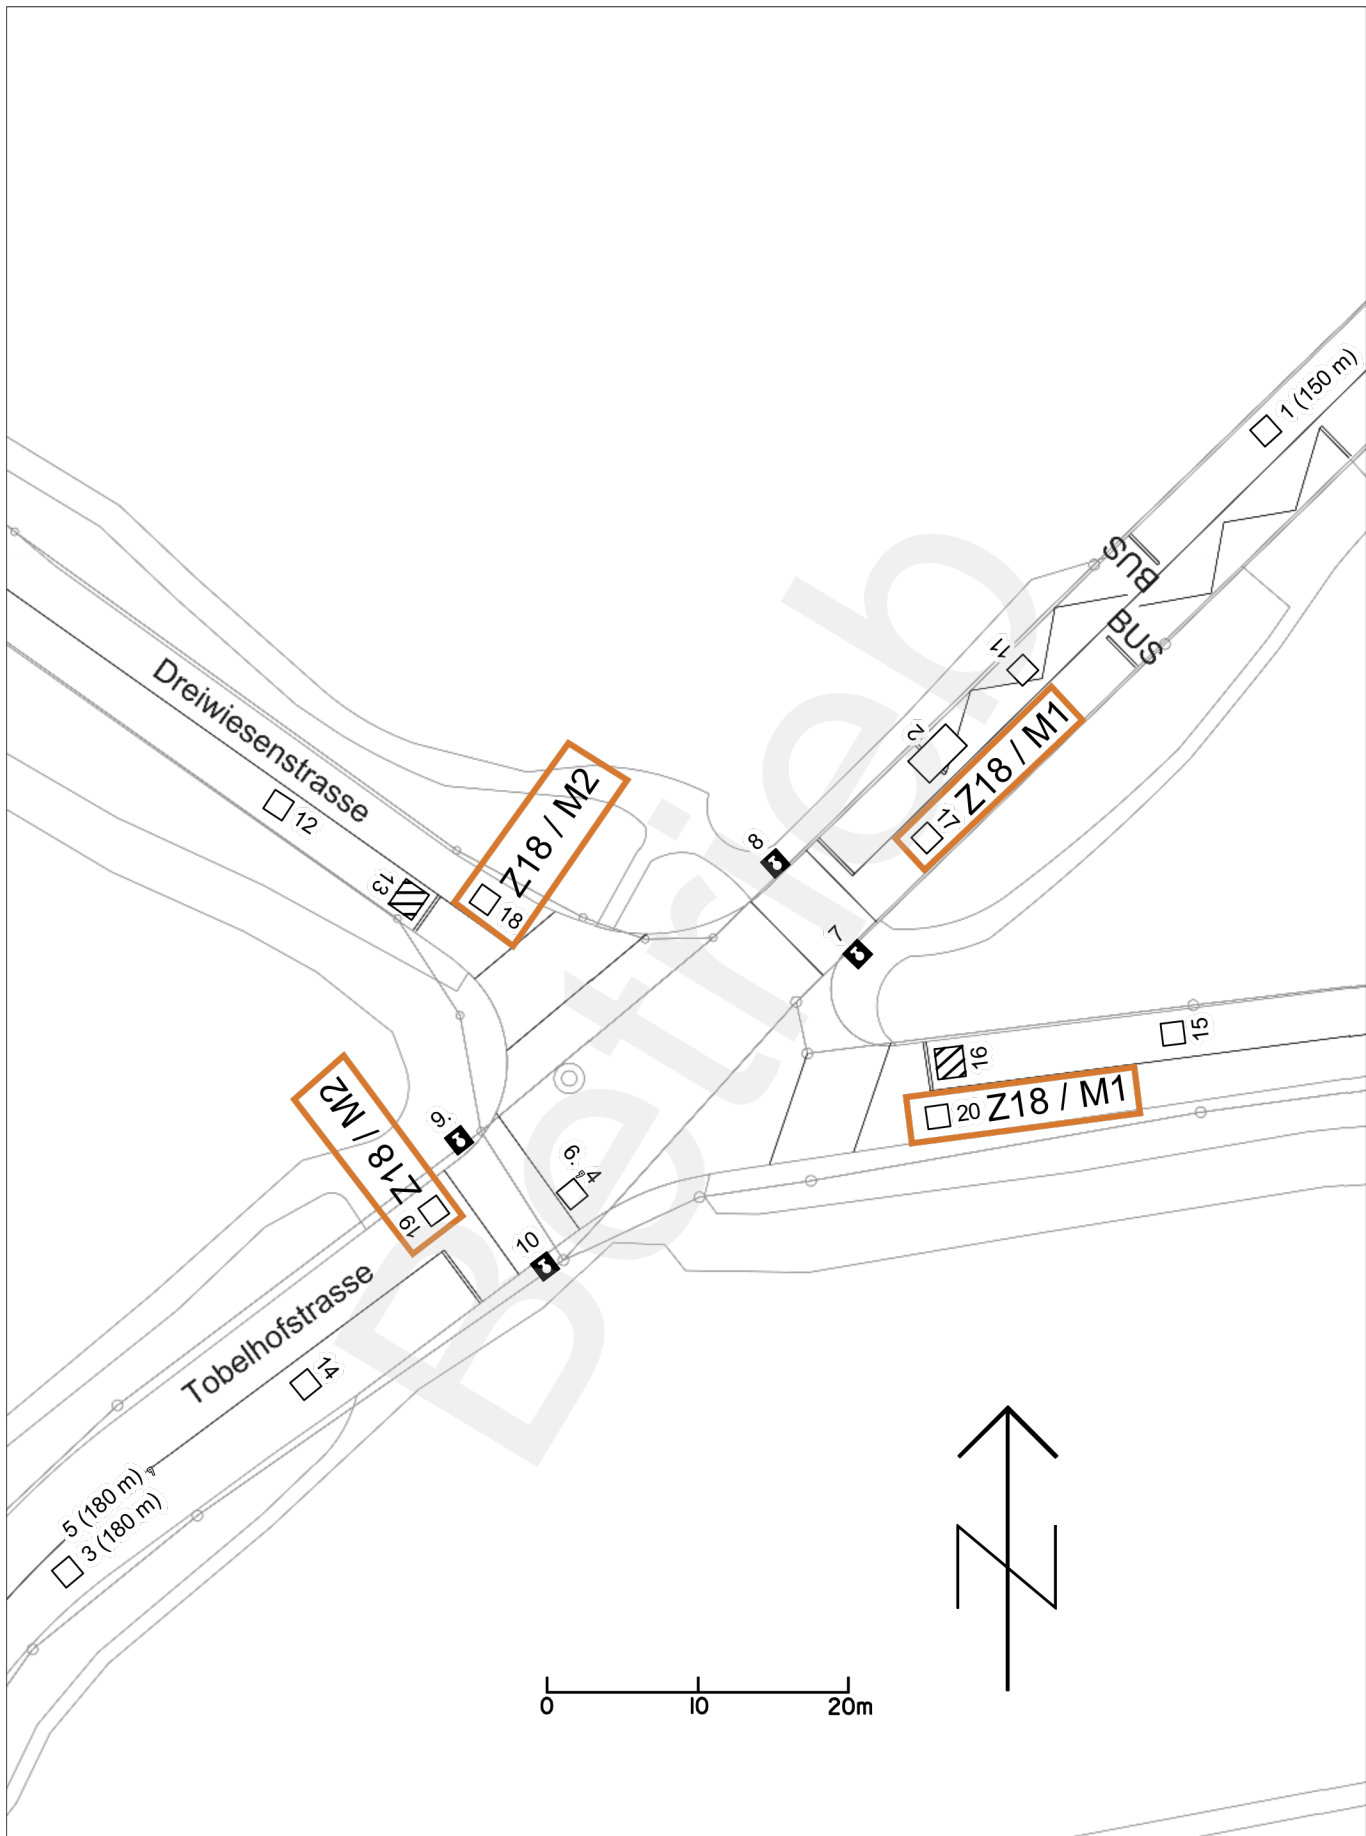 1 (150 m)
BUS
BUS
11
2
17 Z18 / M1
Dreiwiesenstrasse
12
13
18 Z18 / M2
8
7
15
16
20 Z18 / M1
19 Z18 / M2
9
6
4
10
Tobelhofstrasse
14
5 (180 m)
3 (180 m)
Betrieb
N
0 10 20m